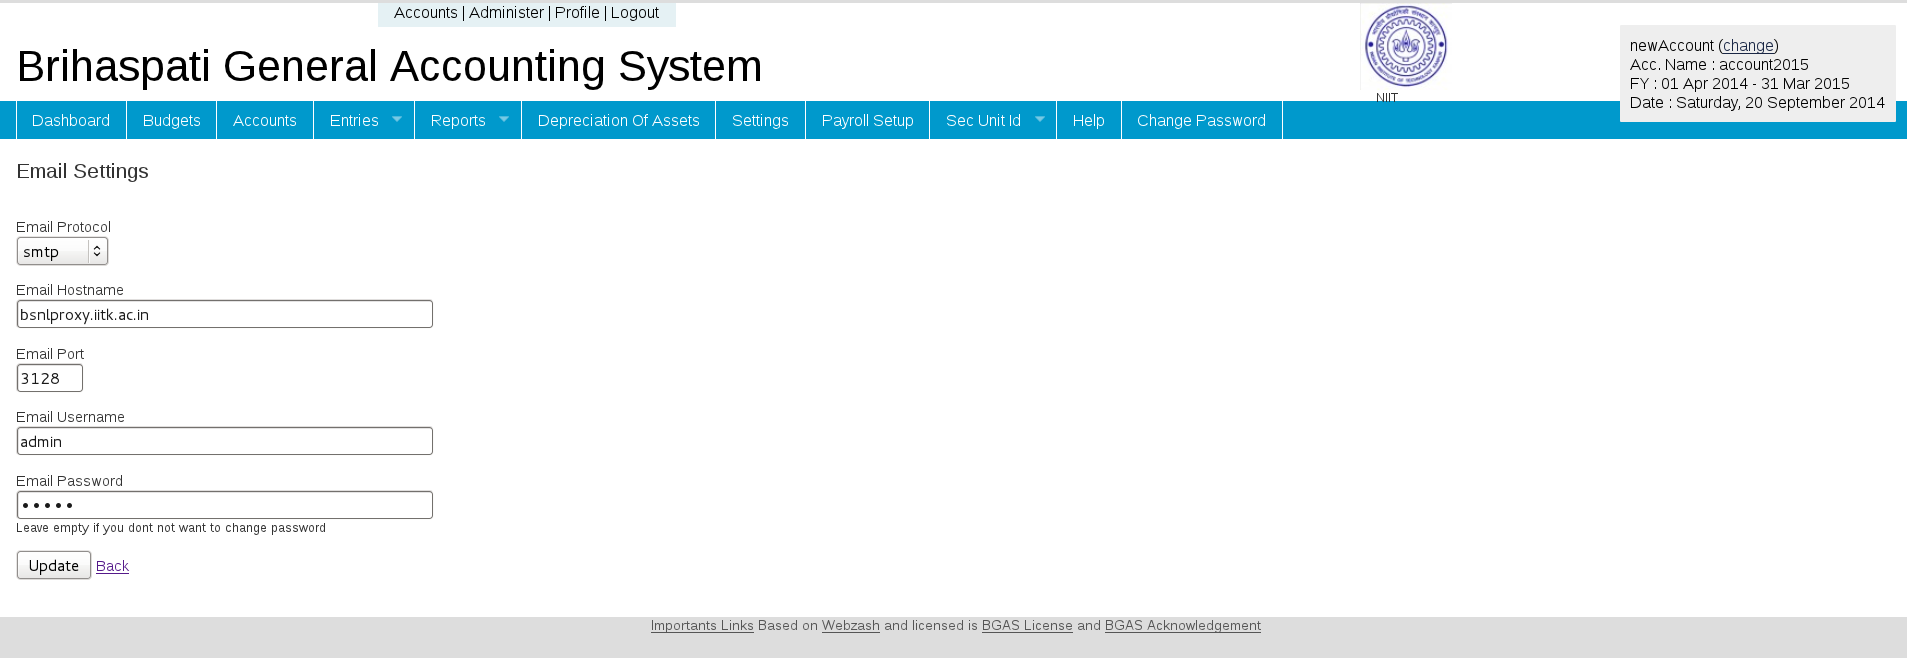 Accounts | Administer | Profile | Logout
Brihaspati General Accounting System
NIIT
newAccount (change)
Acc. Name : account2015
FY : 01 Apr 2014 - 31 Mar 2015
Date : Saturday, 20 September 2014
Dashboard Budgets Accounts Entries Reports Depreciation Of Assets Settings Payroll Setup Sec Unit Id Help Change Password
Email Settings
Email Protocol
smtp
Email Hostname
bsnlproxy.iitk.ac.in
Email Port
3128
Email Username
admin
Email Password
•••••
Leave empty if you dont not want to change password
Update Back
Importants Links Based on Webzash and licensed is BGAS License and BGAS Acknowledgement